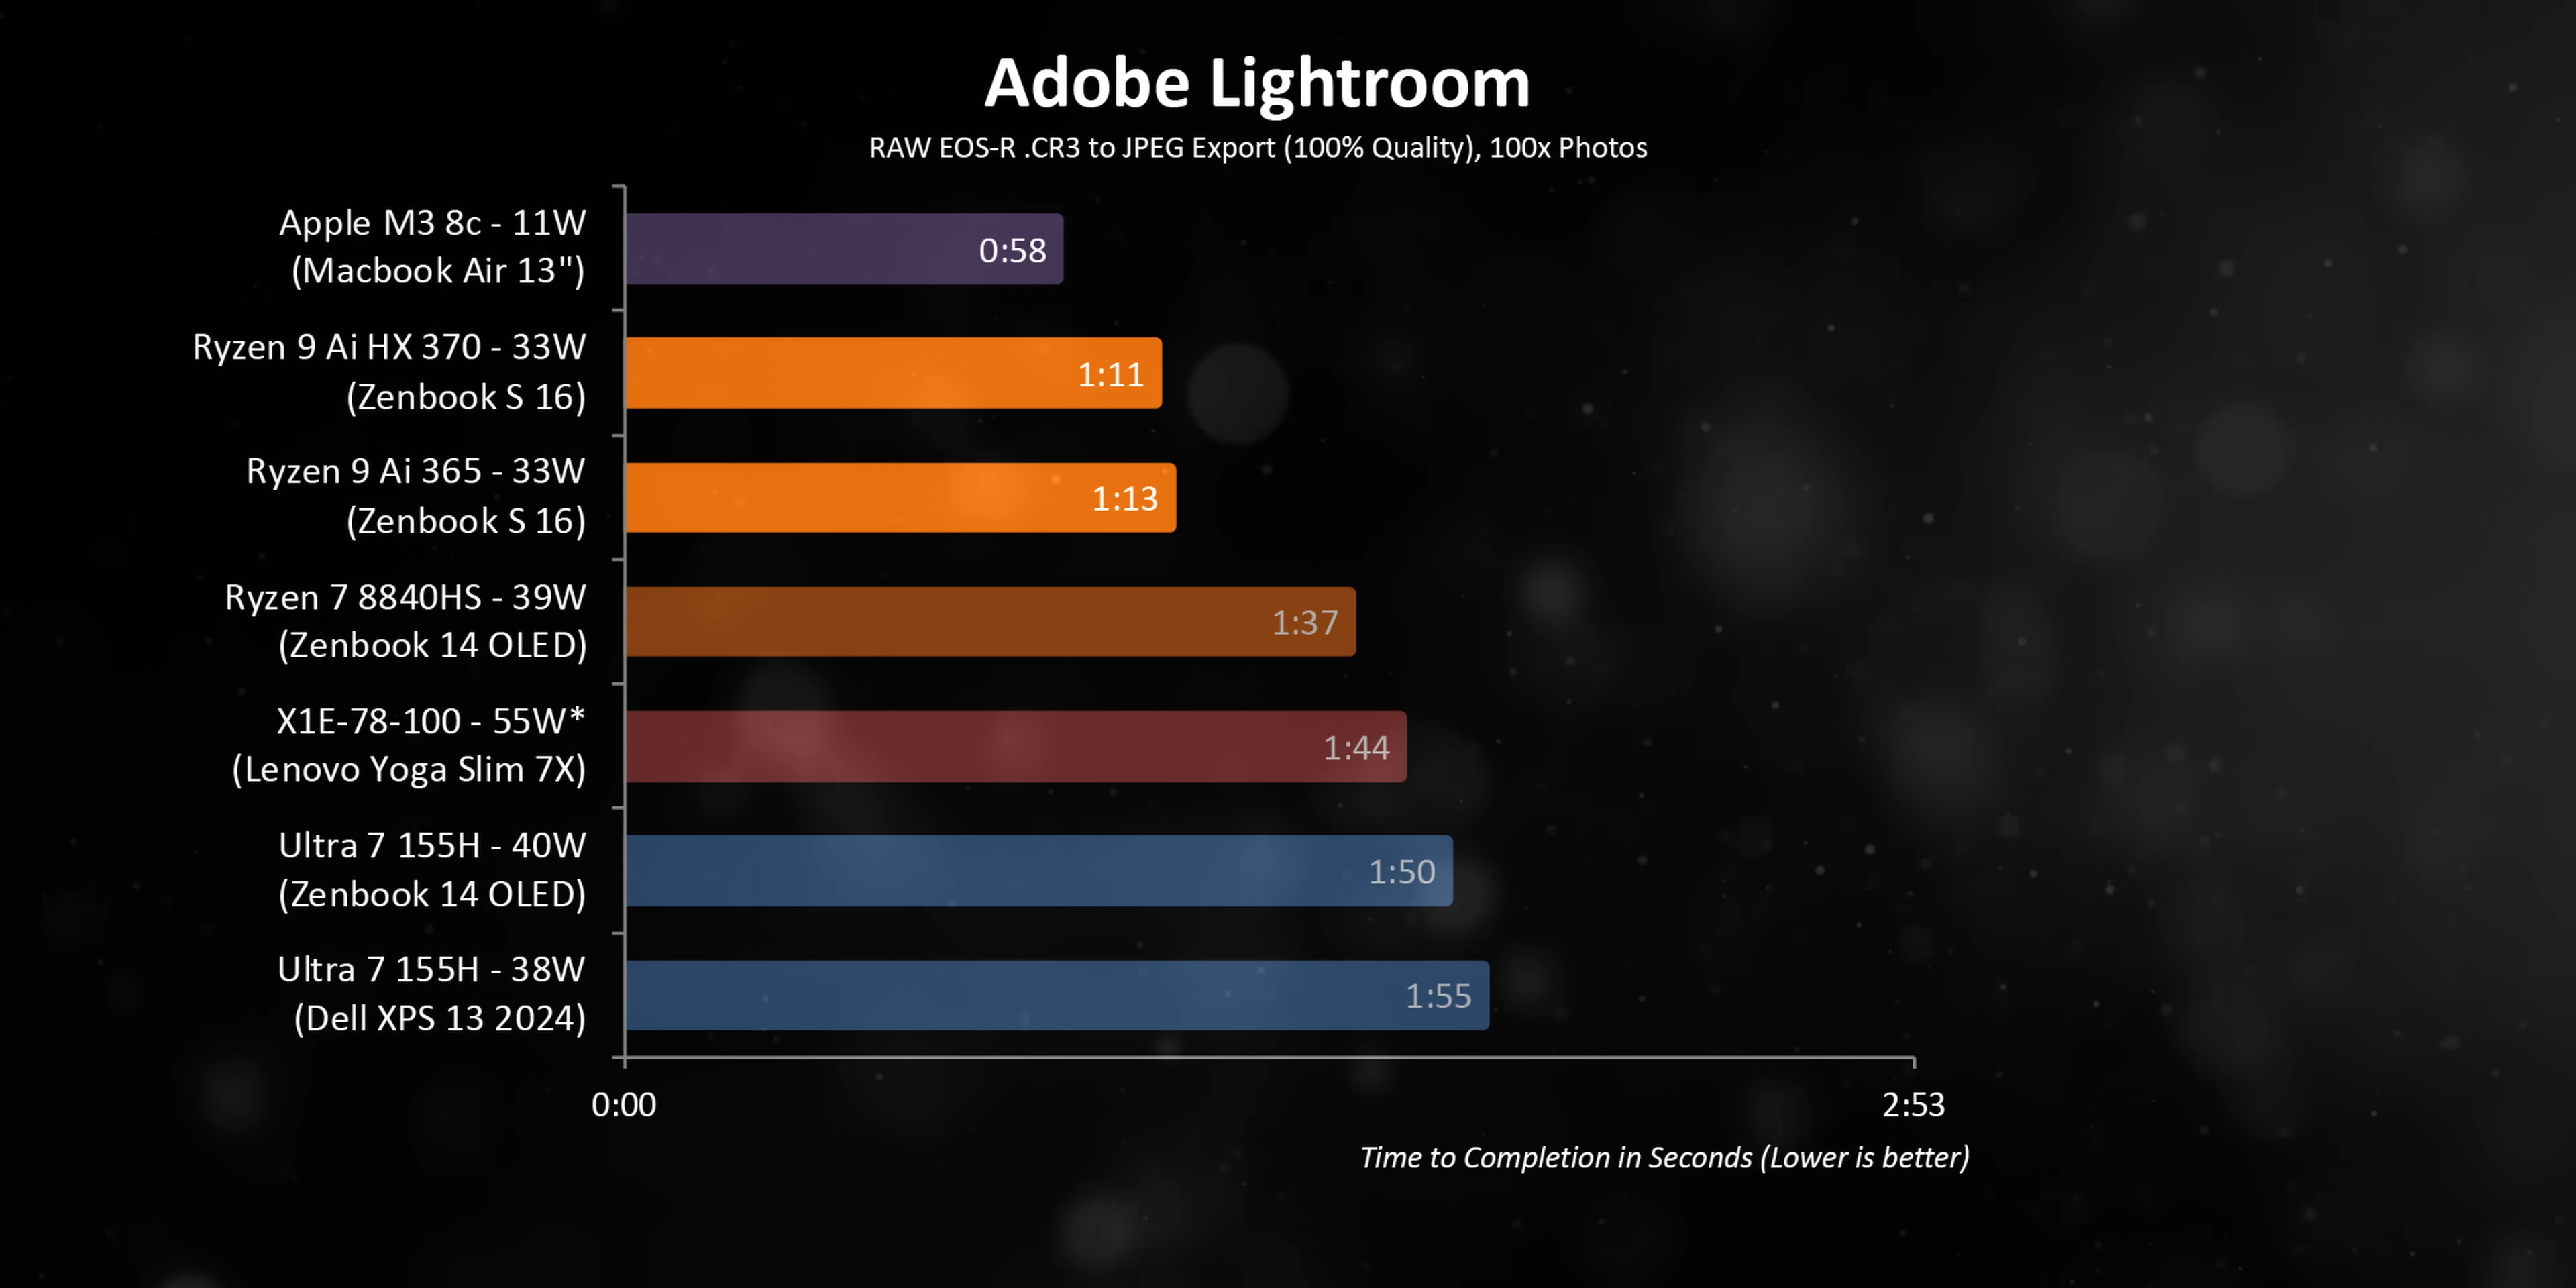 Adobe Lightroom
RAW EOS-R .CR3 to JPEG Export (100% Quality), 100x Photos
Apple M3 8c - 11W
(Macbook Air 13")
0:58
Ryzen 9 Ai HX 370 - 33W
(Zenbook S 16)
1:11
Ryzen 9 Ai 365 - 33W
(Zenbook S 16)
1:13
Ryzen 7 8840HS - 39W
(Zenbook 14 OLED)
1:37
X1E-78-100 - 55W*
(Lenovo Yoga Slim 7X)
1:44
Ultra 7 155H - 40W
(Zenbook 14 OLED)
1:50
Ultra 7 155H - 38W
(Dell XPS 13 2024)
1:55
0:00
2:53
Time to Completion in Seconds (Lower is better)